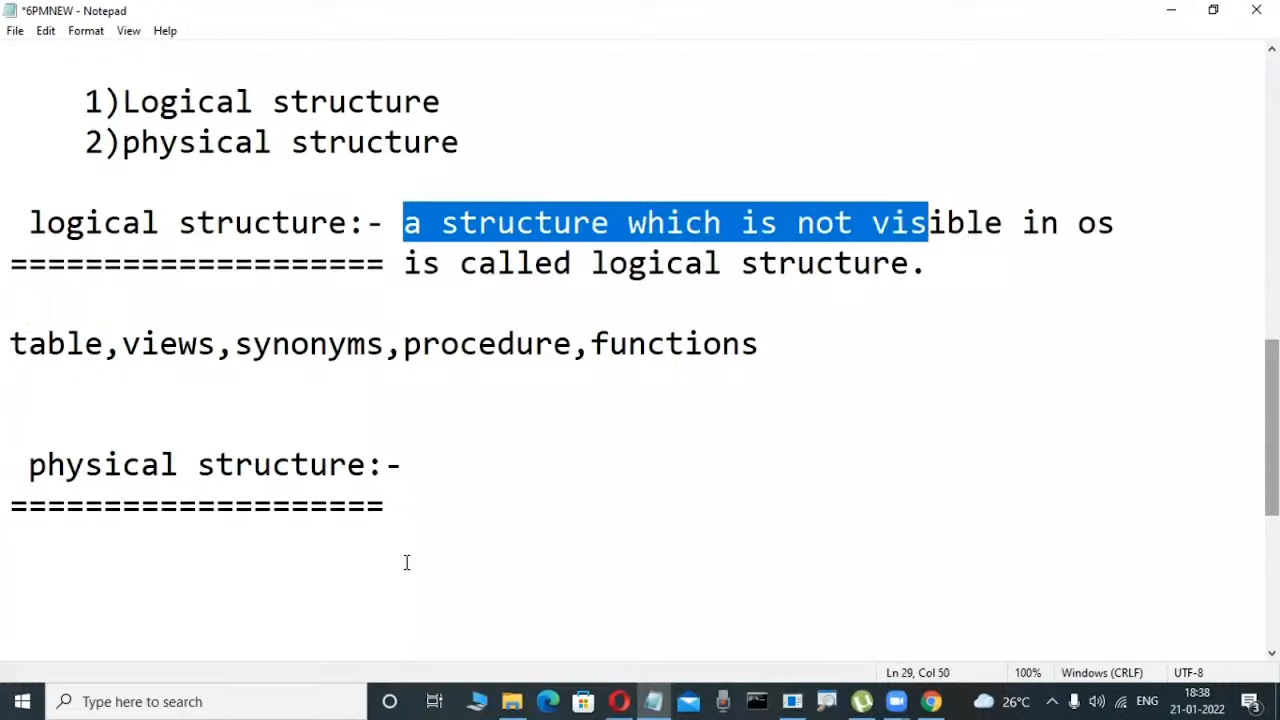 *6PMNEW - Notepad
File Edit Format View Help
1)Logical structure
2)physical structure
logical structure:- a structure which is not visible in os
==================== is called logical structure.
table,views,synonyms,procedure,functions
physical structure:-
====================
Ln 29, Col 50 100% Windows (CRLF) UTF-8
Type here to search
26°C ENG 18:38
21-01-2022
3